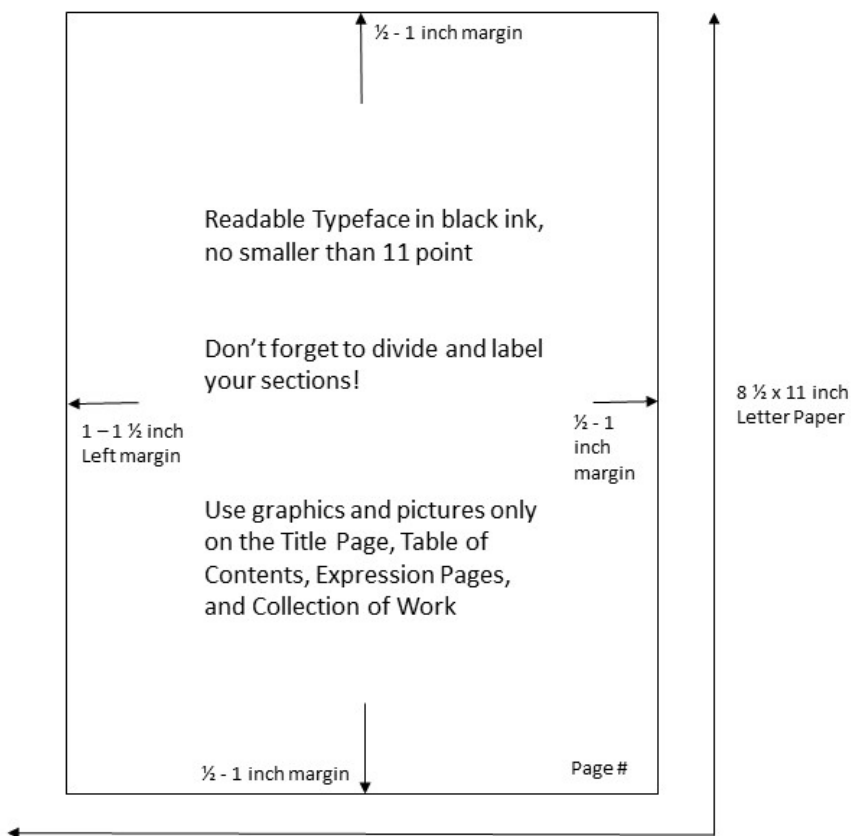 ½ - 1 inch margin
Readable Typeface in black ink,
no smaller than 11 point
Don't forget to divide and label
your sections!
8 ½ x 11 inch
Letter Paper
1 – 1 ½ inch
Left margin
½ - 1
inch
margin
Use graphics and pictures only
on the Title Page, Table of
Contents, Expression Pages,
and Collection of Work
½ - 1 inch margin
Page #